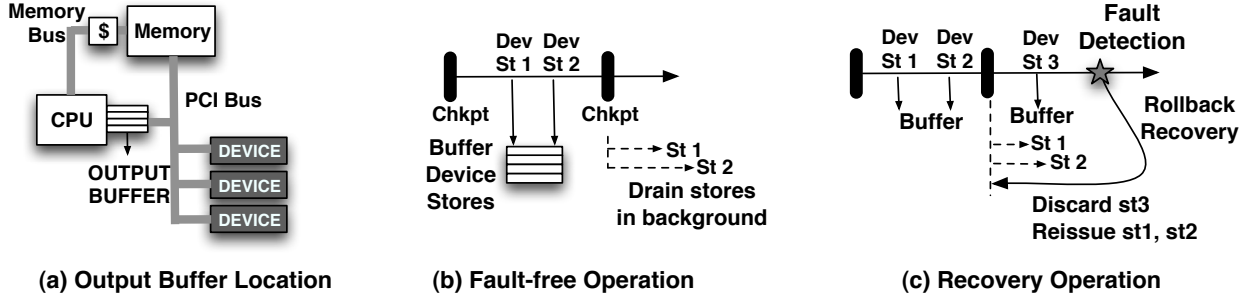 Memory
Bus
$
Memory
CPU
PCI Bus
OUTPUT
BUFFER
DEVICE
DEVICE
DEVICE
(a) Output Buffer Location
Dev Dev
St 1 St 2
Chkpt
Chkpt
Buffer
Device
Stores
St 1
St 2
Drain stores
in background
(b) Fault-free Operation
Dev Dev
St 1 St 2
Dev
St 3
Fault
Detection
Buffer
Buffer
Rollback
Recovery
St 1
St 2
Discard st3
Reissue st1, st2
(c) Recovery Operation